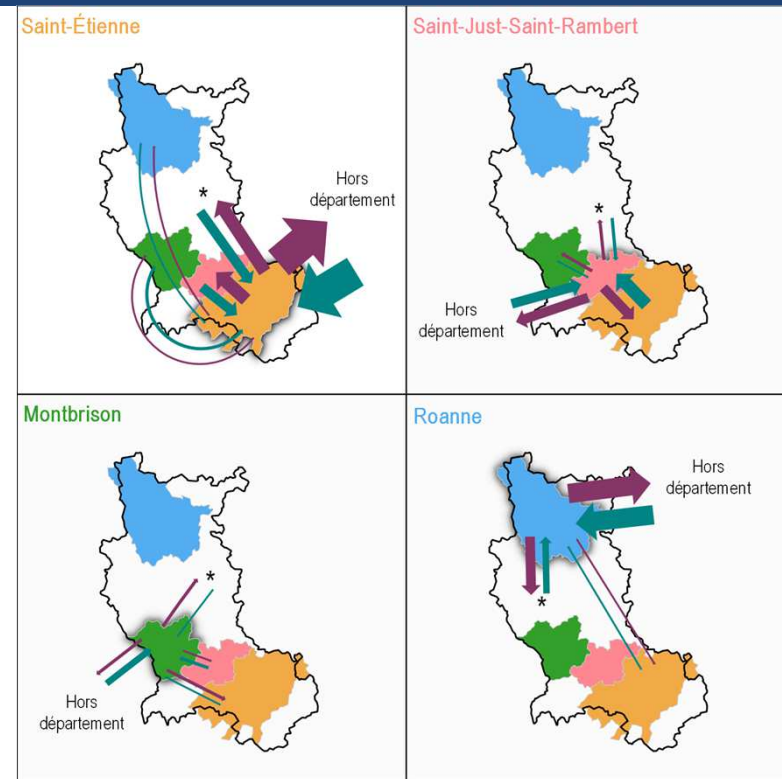 Saint-Étienne
Hors
département
*
Saint-Just-Saint-Rambert
*
Hors
département
Montbrison
*
Hors
département
Roanne
Hors
département
*